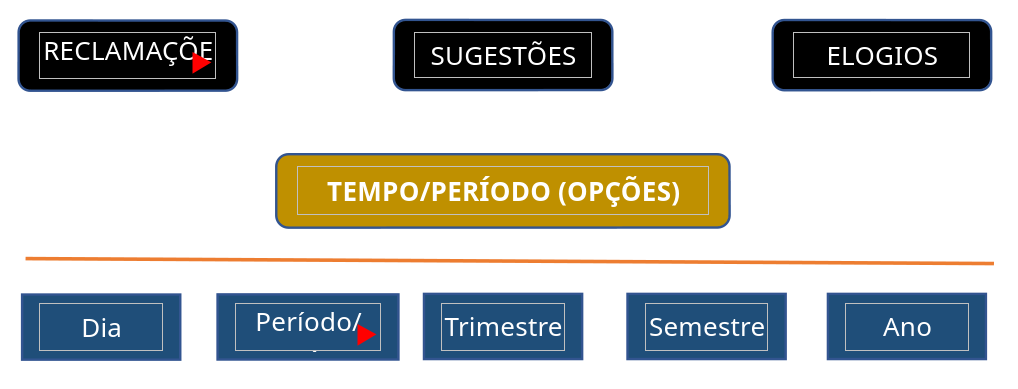 RECLAMAÇÕE
SUGESTÕES
ELOGIOS
TEMPO/PERÍODO (OPÇÕES)
Dia
Período/
Trimestre
Semestre
Ano